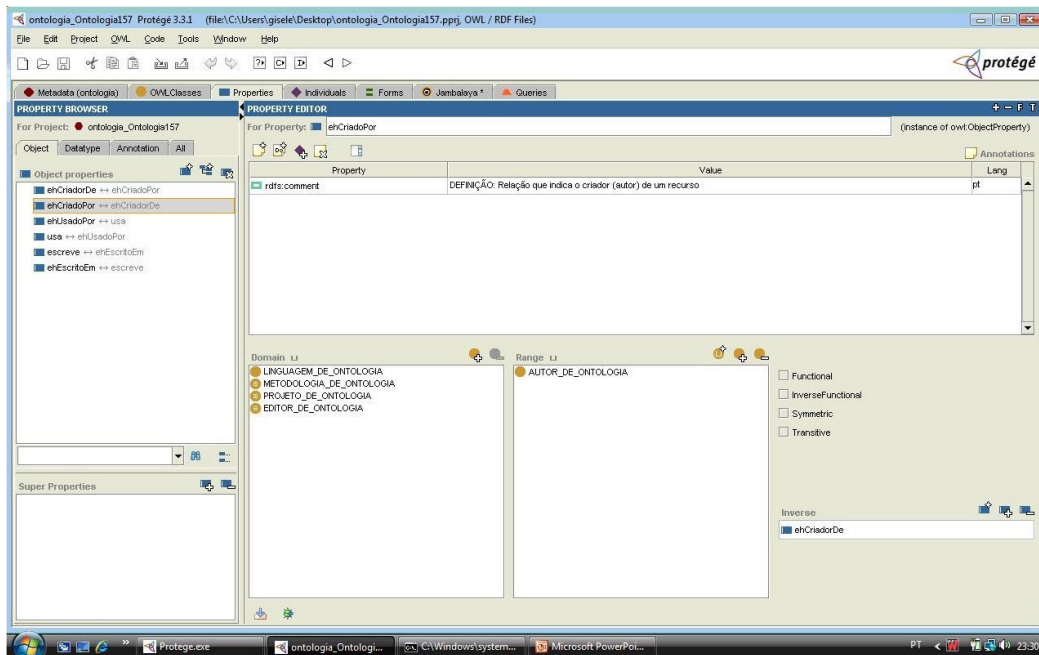 ontologia_Ontologia157 Protégé 3.3.1 (file:\C:\Users\gisele\Desktop\ontologia_Ontologia157.pprj, OWL / RDF Files)
File Edit Project OWL Code Tools Window Help
protégé
Metadata (ontologia) OWLClasses Properties Individuals Forms Jambalaya * Queries
PROPERTY BROWSER
For Project: ontologia_Ontologia157
Object Datatype Annotation All
Object properties
ehCriadorDe ↔ ehCriadoPor
ehCriadoPor ↔ ehCriadorDe
ehUsadoPor ↔ usa
usa ↔ ehUsadoPor
escreve ↔ ehEscritoEm
ehEscritoEm ↔ escreve
Super Properties
PROPERTY EDITOR + − F T
For Property: ehCriadoPor (instance of owl:ObjectProperty)
Annotations
Property Value Lang
rdfs:comment DEFINIÇÃO: Relação que indica o criador (autor) de um recurso pt
Domain ⊔
LINGUAGEM_DE_ONTOLOGIA
METODOLOGIA_DE_ONTOLOGIA
PROJETO_DE_ONTOLOGIA
EDITOR_DE_ONTOLOGIA
Range ⊔
AUTOR_DE_ONTOLOGIA
Functional
InverseFunctional
Symmetric
Transitive
Inverse
ehCriadorDe
Protege.exe ontologia_Ontologi... C:\Windows\system... Microsoft PowerPoi... PT 23:30